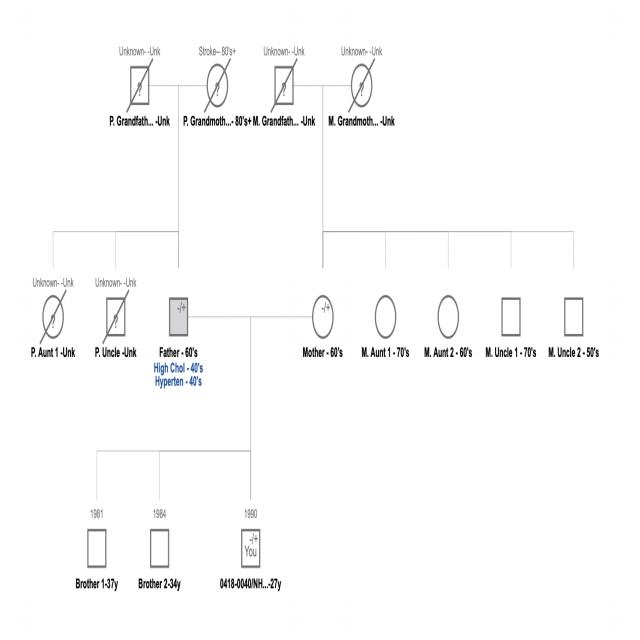 Unknown- -Unk
Stroke-- 80's+
Unknown- -Unk
Unknown- -Unk
?
?
?
?
P. Grandfath... -Unk
P. Grandmoth...- 80's+
M. Grandfath... -Unk
M. Grandmoth... -Unk
Unknown- -Unk
Unknown- -Unk
?
?
-/+
-/+
P. Aunt 1 -Unk
P. Uncle -Unk
Father - 60's
High Chol - 40's
Hyperten - 40's
Mother - 60's
M. Aunt 1 - 70's
M. Aunt 2 - 60's
M. Uncle 1 - 70's
M. Uncle 2 - 50's
1981
1984
1990
-/+
You
Brother 1-37y
Brother 2-34y
0418-0040/NH...-27y